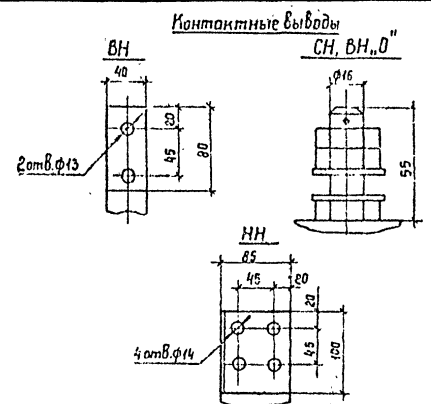 Контактные выводы
ВН
СН, ВН„0"
40
ф16
20
45
80
2отв.ф13
55
НН
85
45
20
20
4отв.ф14
45
100